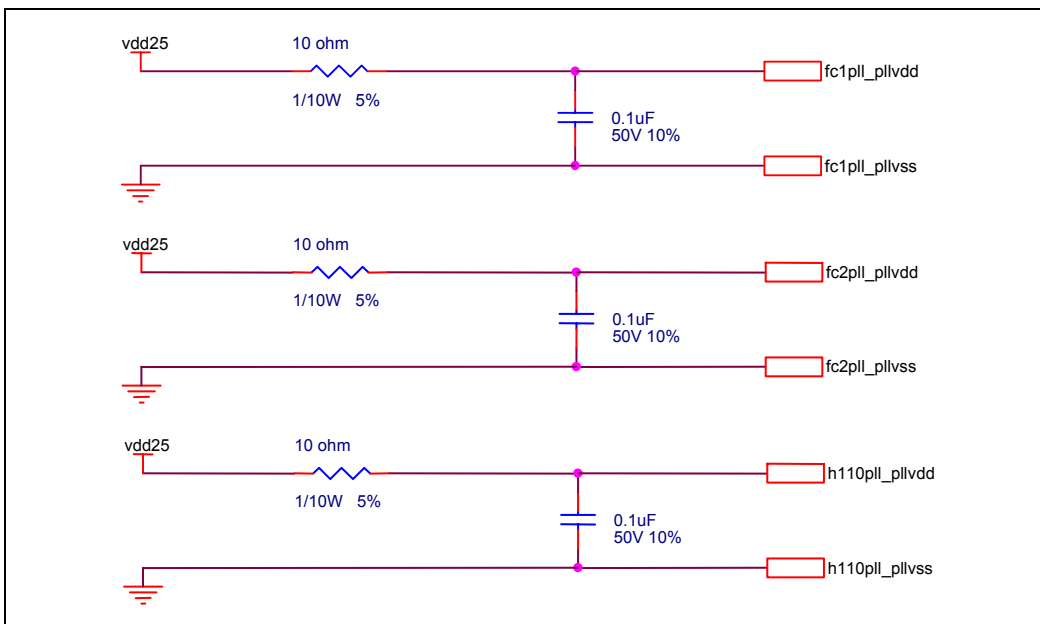 vdd25
10 ohm
1/10W 5%
fc1pll_pllvdd
0.1uF
50V 10%
fc1pll_pllvss
vdd25
10 ohm
1/10W 5%
fc2pll_pllvdd
0.1uF
50V 10%
fc2pll_pllvss
vdd25
10 ohm
1/10W 5%
h110pll_pllvdd
0.1uF
50V 10%
h110pll_pllvss